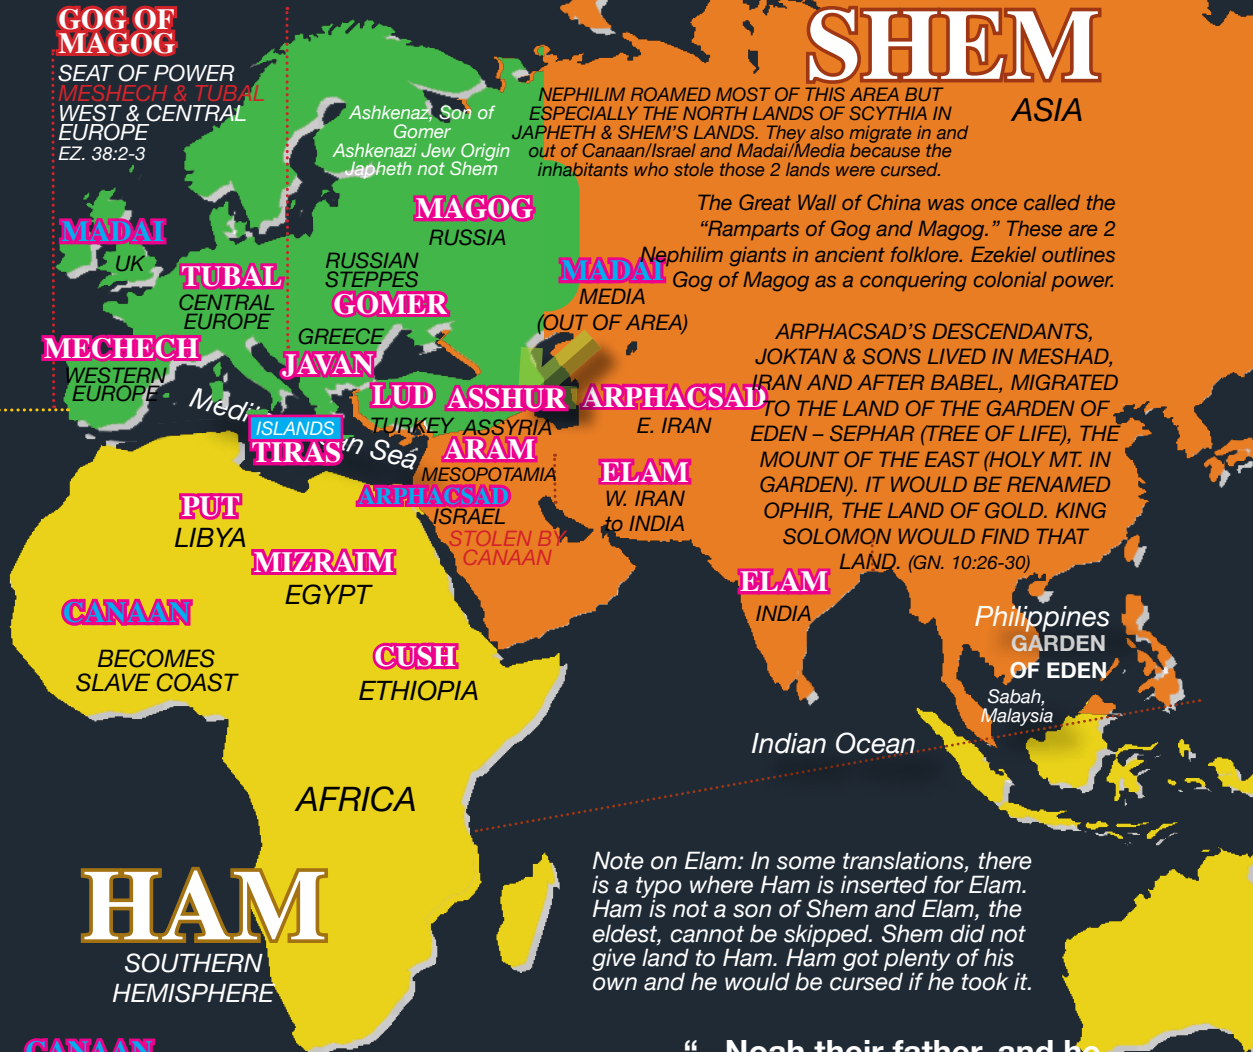 GOG OF
MAGOG
SEAT OF POWER
MESHECH & TUBAL
WEST & CENTRAL
EUROPE
EZ. 38:2-3
SHEM
ASIA
NEPHILIM ROAMED MOST OF THIS AREA BUT
ESPECIALLY THE NORTH LANDS OF SCYTHIA IN
JAPHETH & SHEM'S LANDS. They also migrate in and
out of Canaan/Israel and Madai/Media because the
inhabitants who stole those 2 lands were cursed.
Ashkenaz, Son of
Gomer
Ashkenazi Jew Origin
Japheth not Shem
The Great Wall of China was once called the
“Ramparts of Gog and Magog.” These are 2
Nephilim giants in ancient folklore. Ezekiel outlines
Gog of Magog as a conquering colonial power.
MAGOG
RUSSIA
MADAI
UK
TUBAL
CENTRAL
EUROPE
RUSSIAN
STEPPES
GOMER
MADAI
MEDIA
(OUT OF AREA)
MECHECH
WESTERN
EUROPE
GREECE
JAVAN
LUD
TURKEY
ASSHUR
ASSYRIA
ARPHACSAD
E. IRAN
ARPHACSAD'S DESCENDANTS,
JOKTAN & SONS LIVED IN MESHAD,
IRAN AND AFTER BABEL, MIGRATED
TO THE LAND OF THE GARDEN OF
EDEN – SEPHAR (TREE OF LIFE), THE
MOUNT OF THE EAST (HOLY MT. IN
GARDEN). IT WOULD BE RENAMED
OPHIR, THE LAND OF GOLD. KING
SOLOMON WOULD FIND THAT
LAND. (GN. 10:26-30)
Sea
ISLANDS
TIRAS
ARAM
MESOPOTAMIA
ELAM
W. IRAN
to INDIA
ARPHACSAD
ISRAEL
STOLEN BY
CANAAN
PUT
LIBYA
MIZRAIM
EGYPT
CANAAN
BECOMES
SLAVE COAST
CUSH
ETHIOPIA
ELAM
INDIA
Philippines
GARDEN
OF EDEN
Sabah,
Malaysia
Indian Ocean
AFRICA
HAM
SOUTHERN
HEMISPHERE
Note on Elam: In some translations, there
is a typo where Ham is inserted for Elam.
Ham is not a son of Shem and Elam, the
eldest, cannot be skipped. Shem did not
give land to Ham. Ham got plenty of his
own and he would be cursed if he took it.
CANAAN
“...Noah their father, and he